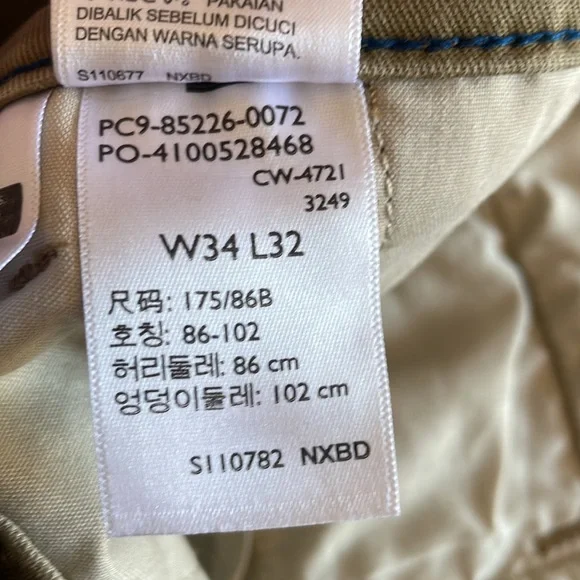 PAKAIAN
DIBALIK SEBELUM DICUCI
DENGAN WARNA SERUPA.
S110677 NXBD
PC9-85226-0072
PO-4100528468
CW-4721
3249
W34 L32
尺码: 175/86B
호칭: 86-102
허리둘레: 86 cm
엉덩이둘레: 102 cm
S110782 NXBD